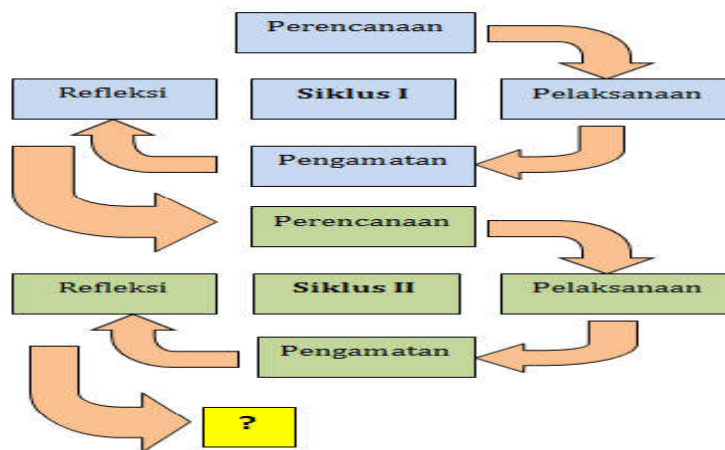 Perencanaan
Refleksi
Siklus I
Pelaksanaan
Pengamatan
Perencanaan
Refleksi
Siklus II
Pelaksanaan
Pengamatan
?